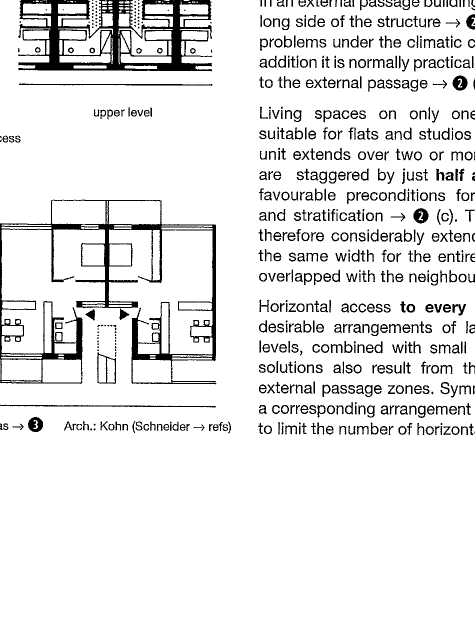 upper level
cess
as → ❸ Arch.: Kohn (Schneider → refs)
In an external passage building
long side of the structure → ❷
problems under the climatic c
addition it is normally practical
to the external passage → ❷ (
Living spaces on only one
suitable for flats and studios
unit extends over two or mor
are staggered by just half a
favourable preconditions for
and stratification → ❷ (c). T
therefore considerably extend
the same width for the entire
overlapped with the neighbou
Horizontal access to every
desirable arrangements of la
levels, combined with small
solutions also result from th
external passage zones. Symm
a corresponding arrangement
to limit the number of horizonta